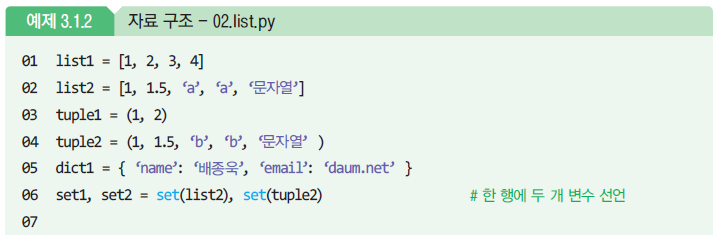 예제 3.1.2 자료 구조 – 02.list.py
01 list1 = [1, 2, 3, 4]
02 list2 = [1, 1.5, ‘a’, ‘a’, ‘문자열’]
03 tuple1 = (1, 2)
04 tuple2 = (1, 1.5, ‘b’, ‘b’, ‘문자열’ )
05 dict1 = { ‘name’: ‘배종욱’, ‘email’: ‘daum.net’ }
06 set1, set2 = set(list2), set(tuple2) # 한 행에 두 개 변수 선언
07